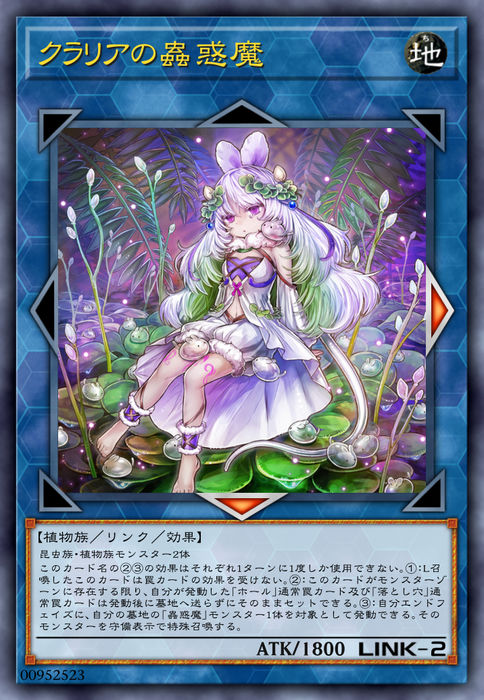 クラリアの蟲惑魔
ち
地
【植物族／リンク／効果】
昆虫族・植物族モンスター2体
このカード名の②③の効果はそれぞれ1ターンに1度しか使用できない。①:L召
喚したこのカードは罠カードの効果を受けない。②:このカードがモンスターゾ
ーンに存在する限り、自分が発動した「ホール」通常罠カード及び「落とし穴」通
常罠カードは発動後に墓地へ送らずにそのままセットできる。③:自分エンドフ
ェイズに、自分の墓地の「蟲惑魔」モンスター1体を対象として発動できる。その
モンスターを守備表示で特殊召喚する。
ATK/1800 LINK-2
00952523